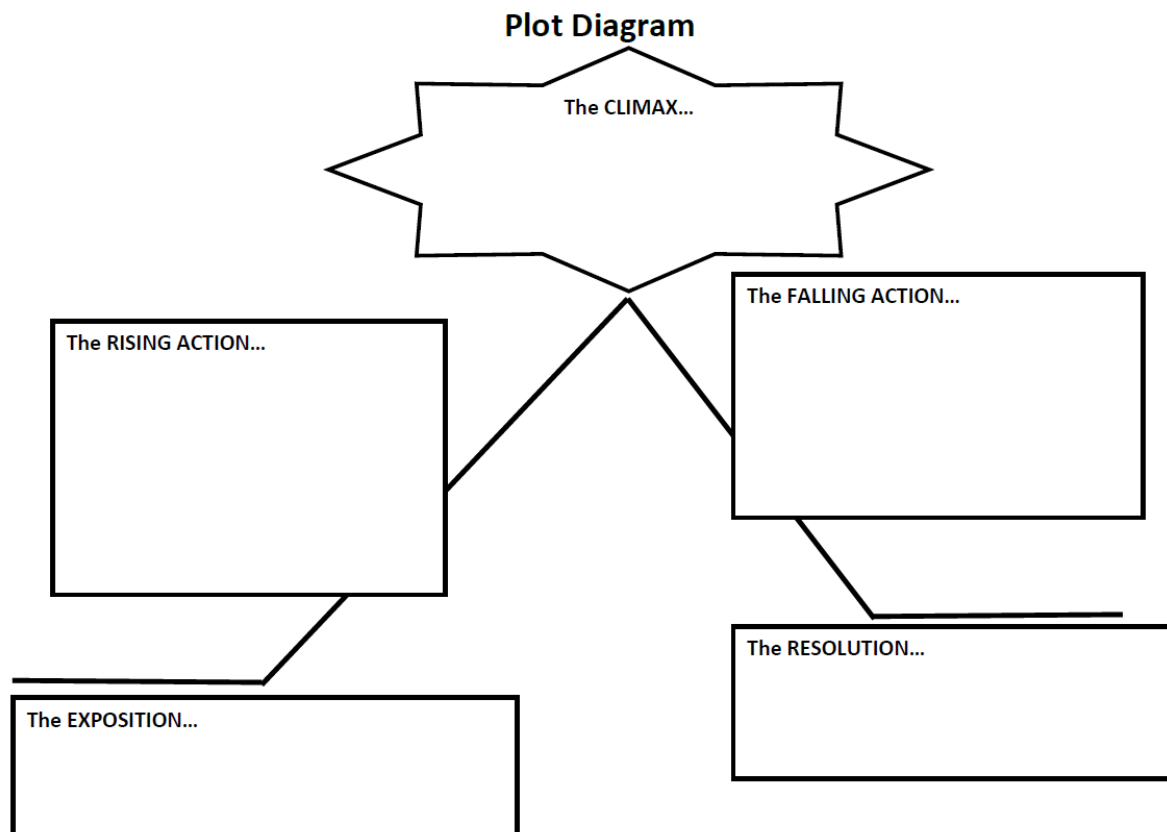 Plot Diagram
The CLIMAX...
The FALLING ACTION...
The RISING ACTION...
The RESOLUTION...
The EXPOSITION...